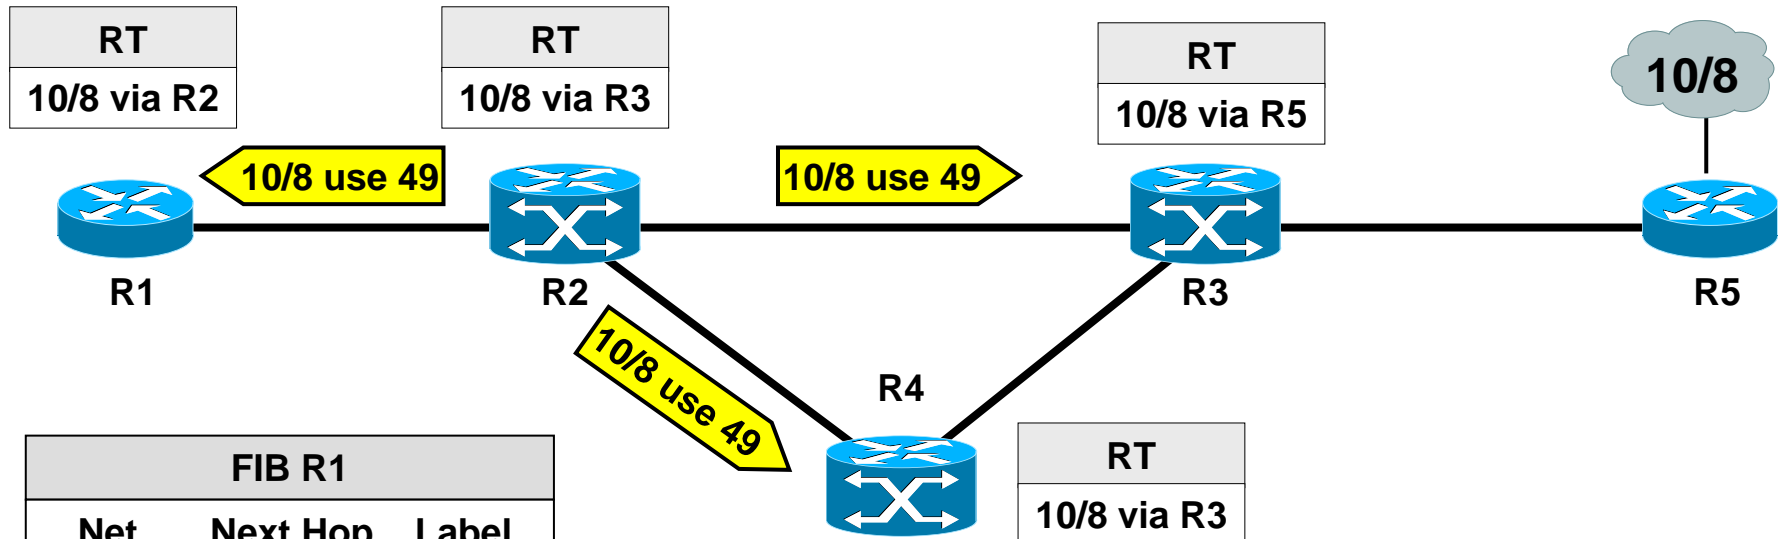 RT
10/8 via R2
RT
10/8 via R3
RT
10/8 via R5
10/8
10/8 use 49
10/8 use 49
R1
R2
R3
R5
10/8 use 49
R4
RT
10/8 via R3
FIB R1
Net Next Hop Label